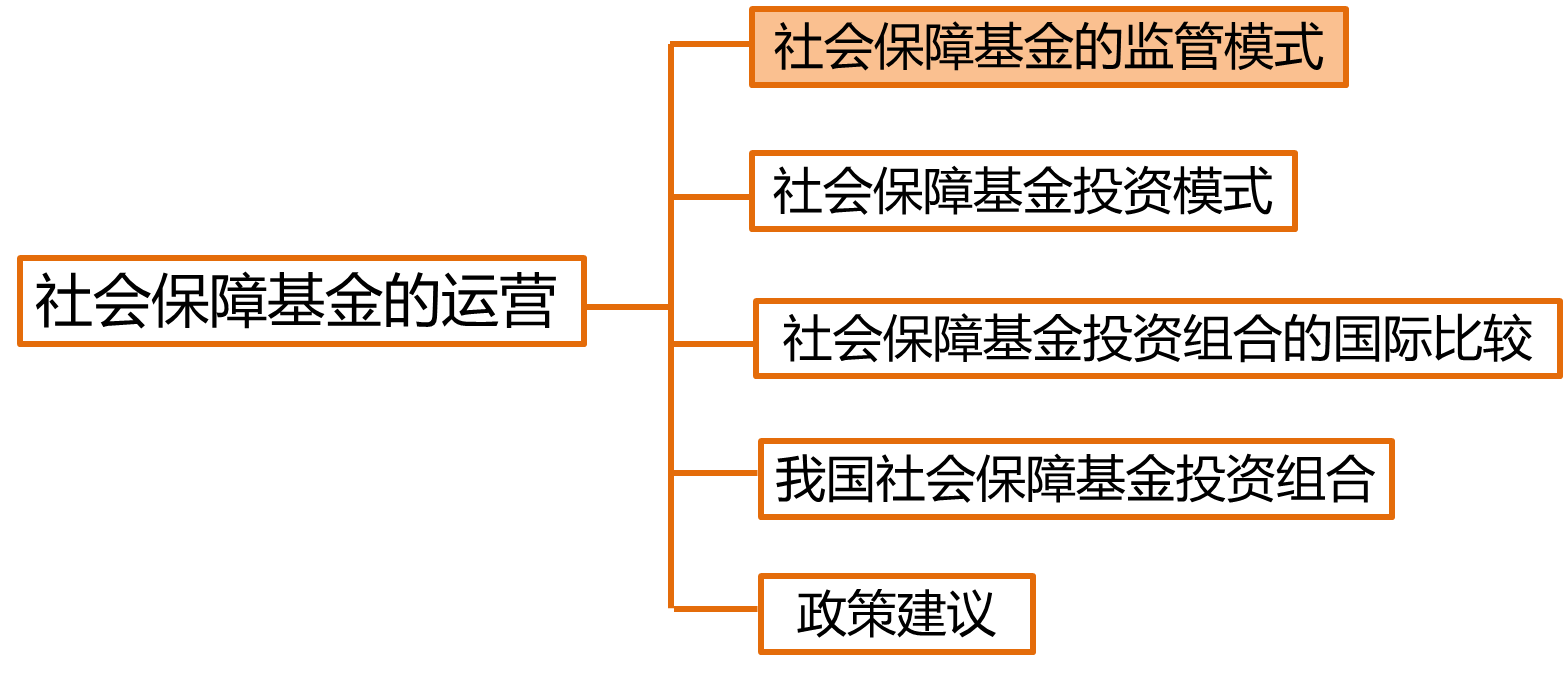 社会保障基金的运营
社会保障基金的监管模式
社会保障基金投资模式
社会保障基金投资组合的国际比较
我国社会保障基金投资组合
政策建议